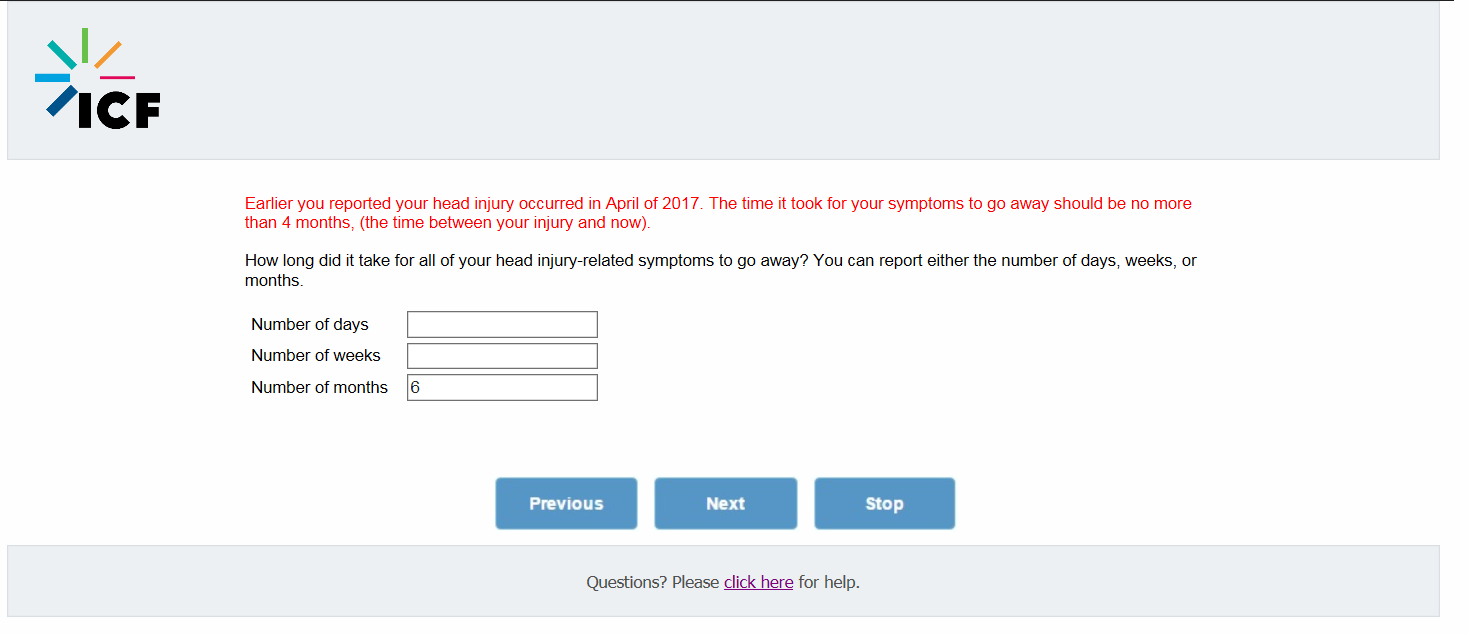 ICF
Earlier you reported your head injury occurred in April of 2017. The time it took for your symptoms to go away should be no more
than 4 months, (the time between your injury and now).
How long did it take for all of your head injury-related symptoms to go away? You can report either the number of days, weeks, or
months.
Number of days
Number of weeks
Number of months 6
Previous Next Stop
Questions? Please click here for help.